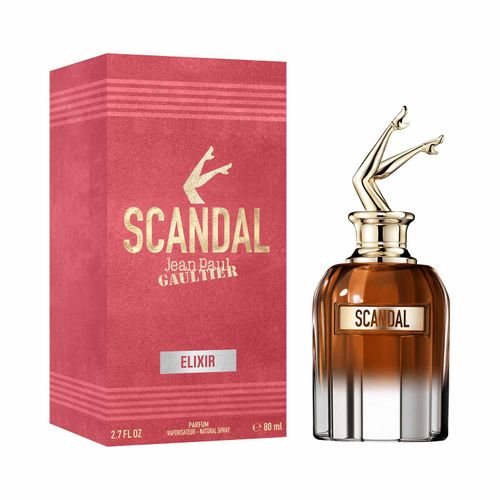 SCANDAL
Jean Paul
GAULTIER
ELIXIR
2.7 FL OZ
PARFUM
VAPORISATEUR - NATURAL SPRAY
℮ 80 ml
SCANDAL